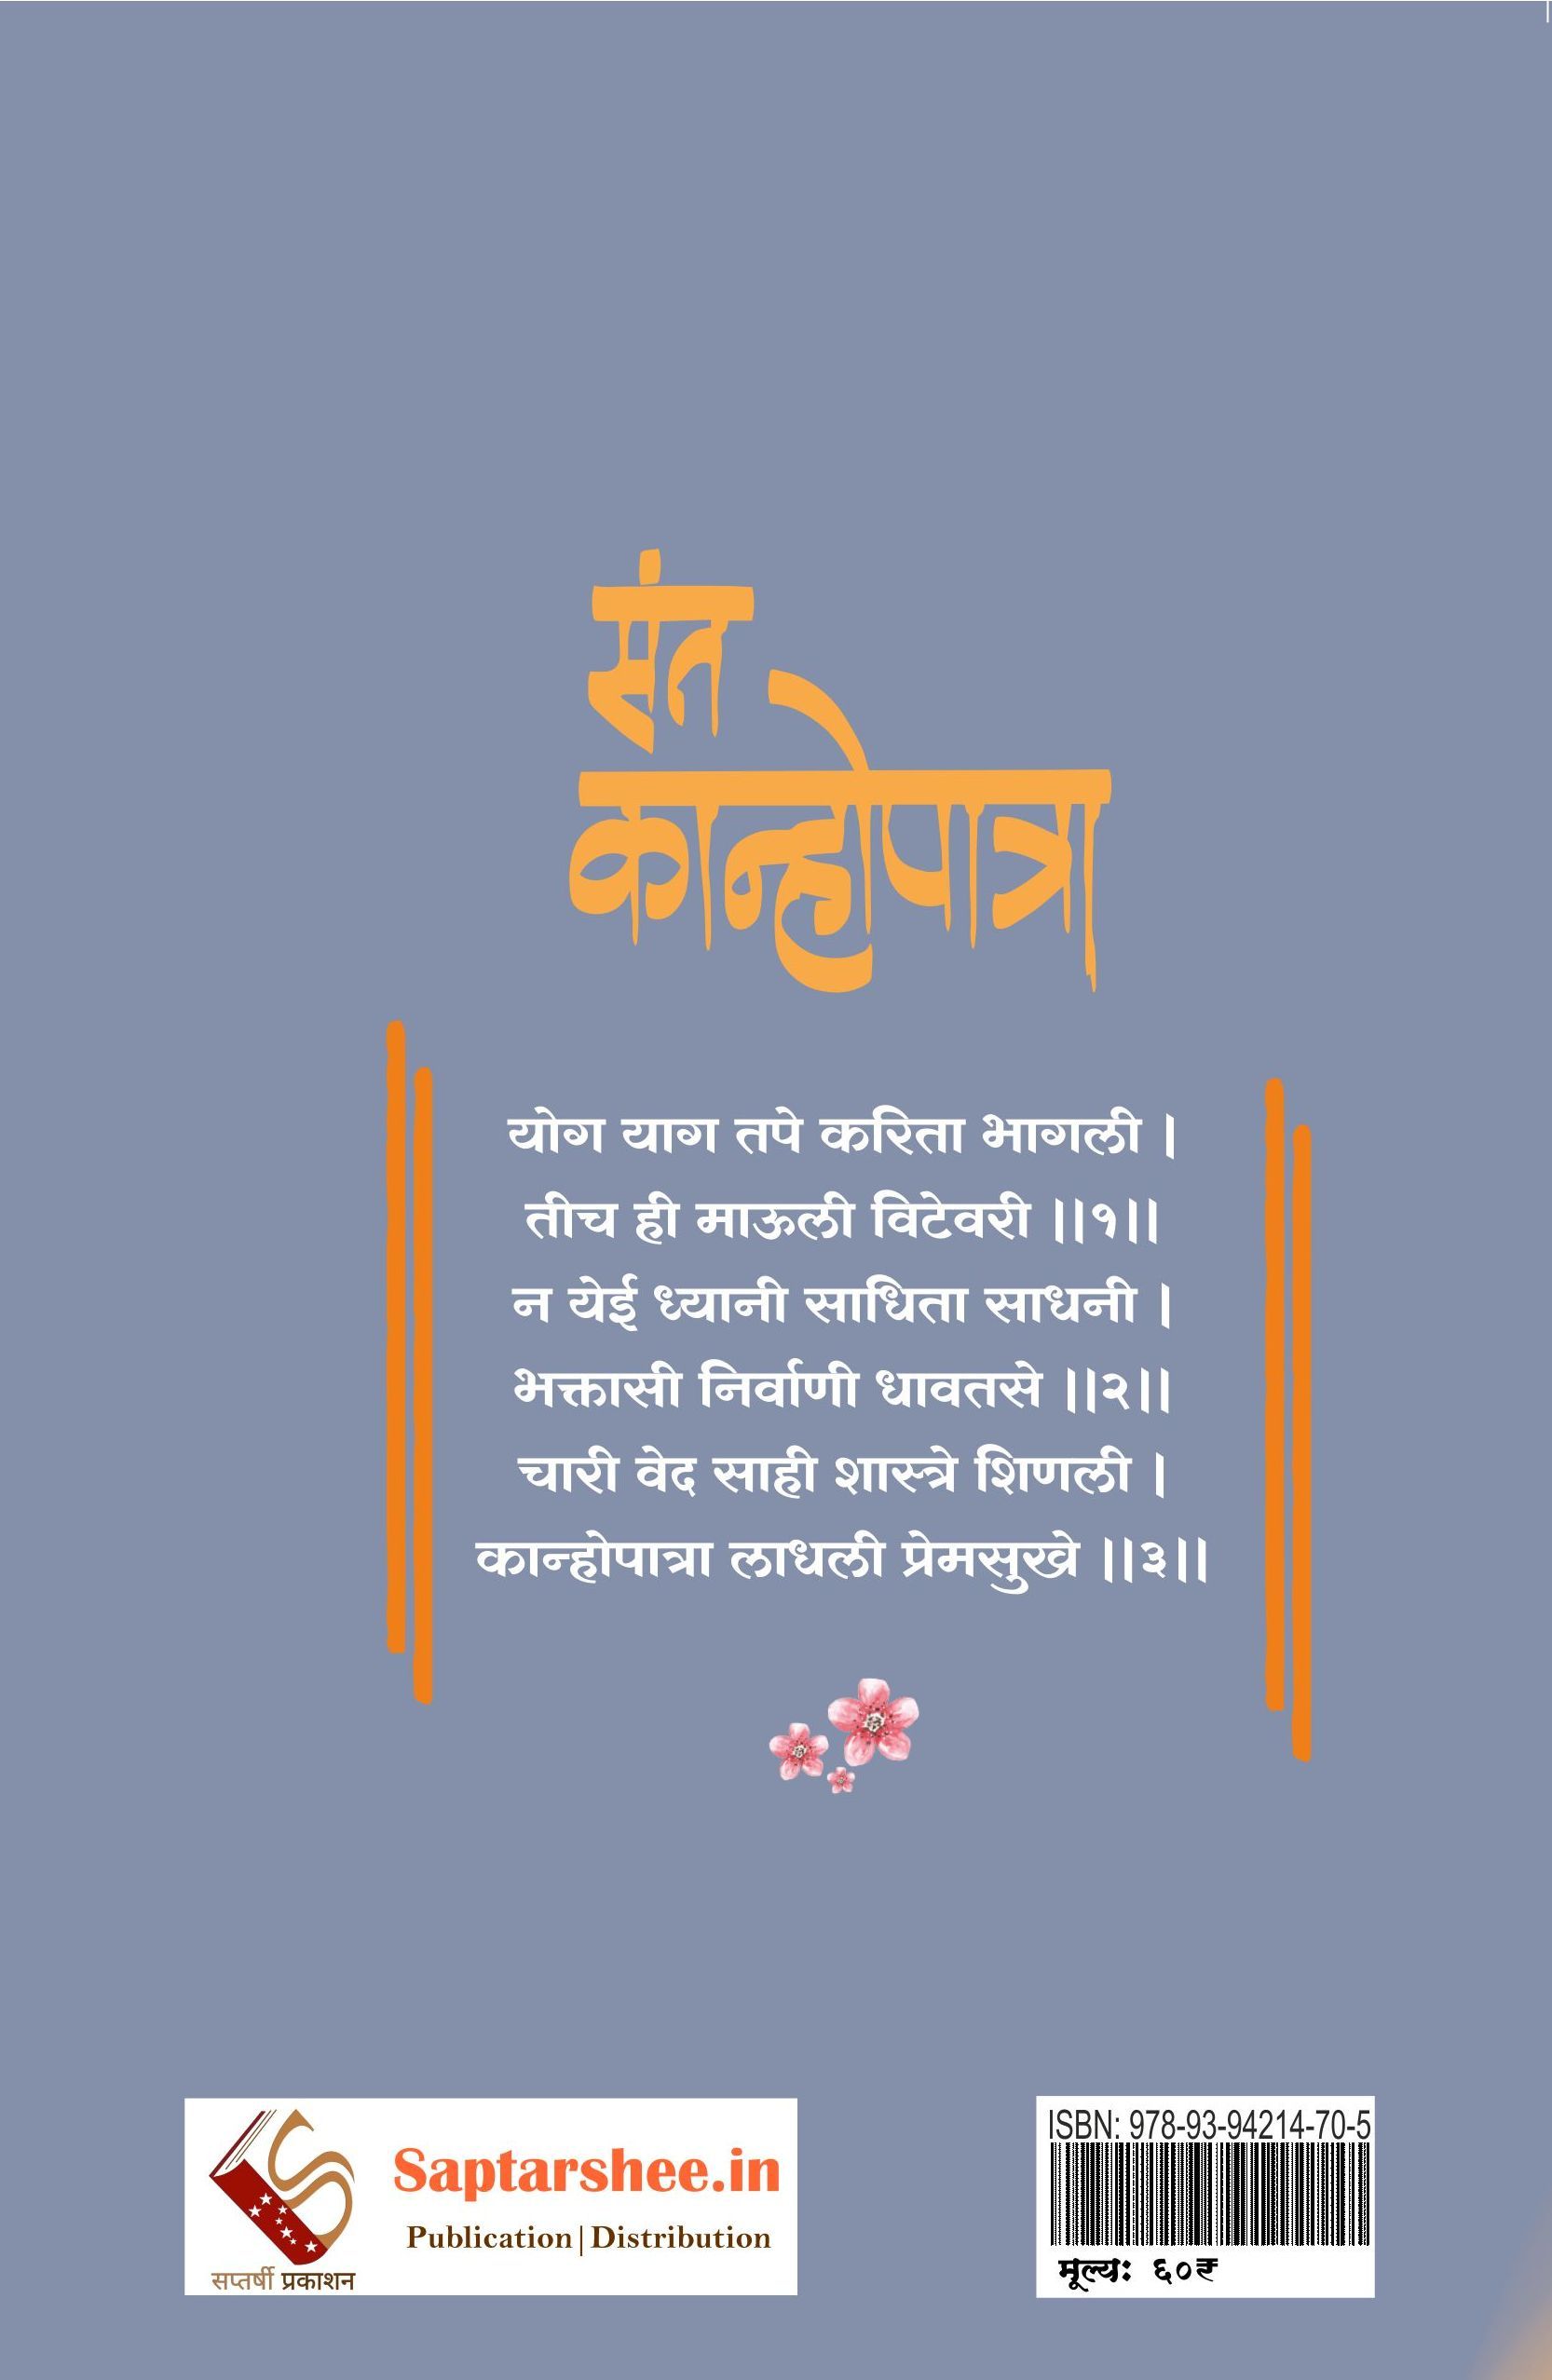 संत
कान्होपात्रा
योग याग तपे करिता भागली ।
तीच ही माऊली विटेवरी ।।१।।
न येई ध्यानी साधिता साधनी ।
भक्तासी निर्वाणी धावतसे ।।२।।
चारी वेद साही शास्त्रे शिणली ।
कान्होपात्रा लाधली प्रेमसुखे ।।३।।
Saptarshee.in
Publication|Distribution
सप्तर्षी प्रकाशन
ISBN: 978-93-94214-70-5
मूल्यः ६०₹